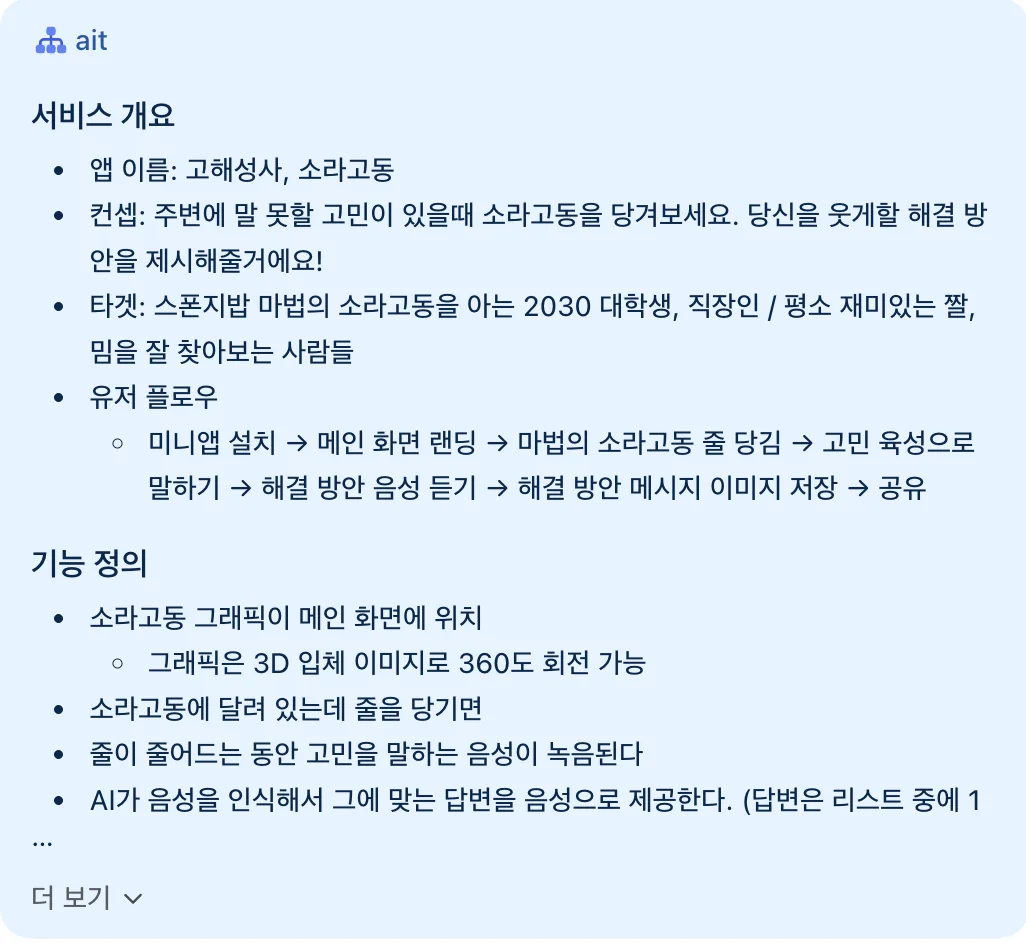 ait
서비스 개요
• 앱 이름: 고해성사, 소라고동
• 컨셉: 주변에 말 못할 고민이 있을때 소라고동을 당겨보세요. 당신을 웃게할 해결 방
안을 제시해줄거에요!
• 타겟: 스폰지밥 마법의 소라고동을 아는 2030 대학생, 직장인 / 평소 재미있는 짤,
밈을 잘 찾아보는 사람들
• 유저 플로우
◦ 미니앱 설치 → 메인 화면 랜딩 → 마법의 소라고동 줄 당김 → 고민 육성으로
말하기 → 해결 방안 음성 듣기 → 해결 방안 메시지 이미지 저장 → 공유
기능 정의
• 소라고동 그래픽이 메인 화면에 위치
◦ 그래픽은 3D 입체 이미지로 360도 회전 가능
• 소라고동에 달려 있는데 줄을 당기면
• 줄이 줄어드는 동안 고민을 말하는 음성이 녹음된다
• AI가 음성을 인식해서 그에 맞는 답변을 음성으로 제공한다. (답변은 리스트 중에 1
...
더 보기